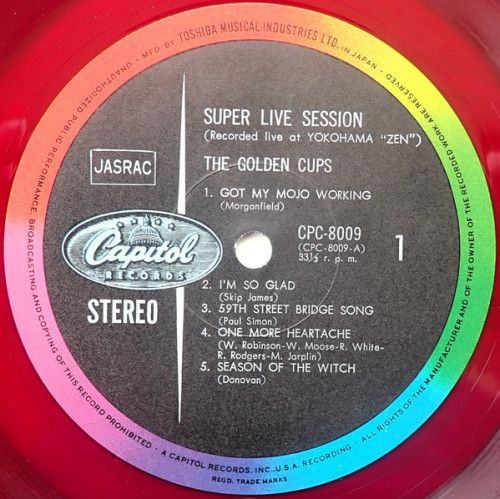 MFD. BY TOSHIBA MUSICAL INDUSTRIES LTD. IN JAPAN •
SUPER LIVE SESSION
(Recorded live at YOKOHAMA "ZEN")
THE GOLDEN CUPS
JASRAC
1. GOT MY MOJO WORKING
(Morganfield)
Capitol
RECORDS
CPC-8009
(CPC-8009-A)
33⅓ r. p. m.
1
STEREO
2. I'M SO GLAD
(Skip James)
3. 59TH STREET BRIDGE SONG
(Paul Simon)
4. ONE MORE HEARTACHE
(W. Robinson-W. Moose-R. White-
R. Rodgers-M. Jarplin)
5. SEASON OF THE WITCH
(Donovan)
ALL RIGHTS OF THE MANUFACTURER AND OF THE OWNER OF THE RECORDED WORK ARE RESERVED •
UNAUTHORIZED PUBLIC PERFORMANCE, BROADCASTING AND COPYING OF THIS RECORD PROHIBITED •
A CAPITOL RECORDS, INC., U.S.A. RECORDING •
REGD. TRADE MARKS